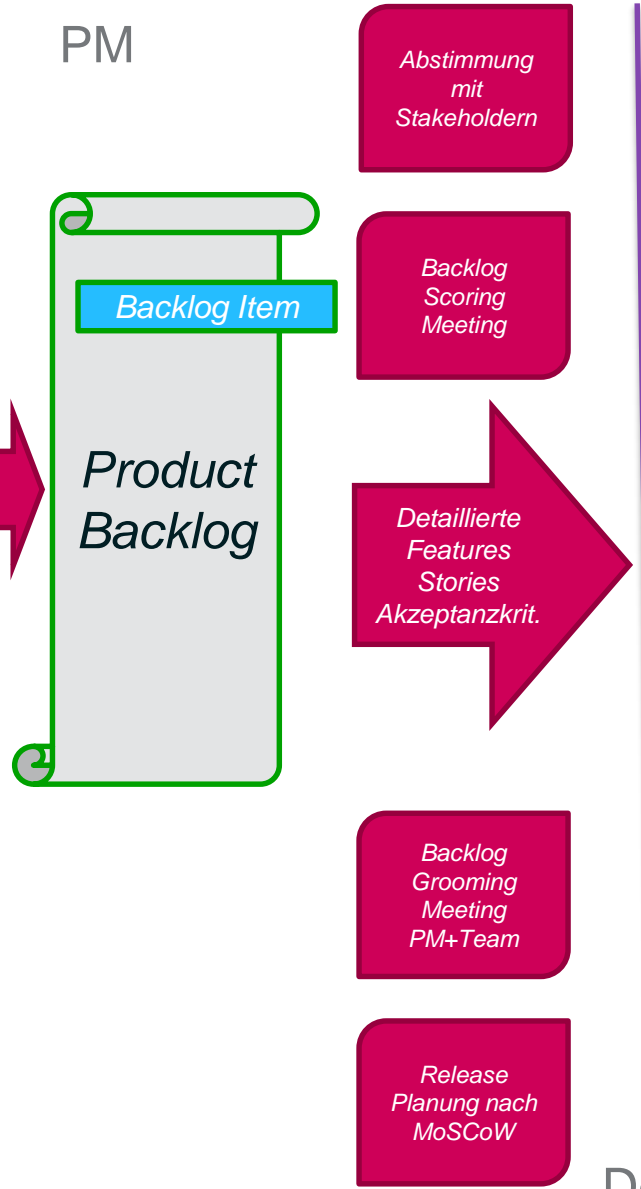 PM
Abstimmung
mit
Stakeholdern
Backlog
Scoring
Meeting
Backlog Item
Product
Backlog
Detaillierte
Features
Stories
Akzeptanzkrit.
Backlog
Grooming
Meeting
PM+Team
Release
Planung nach
MoSCoW